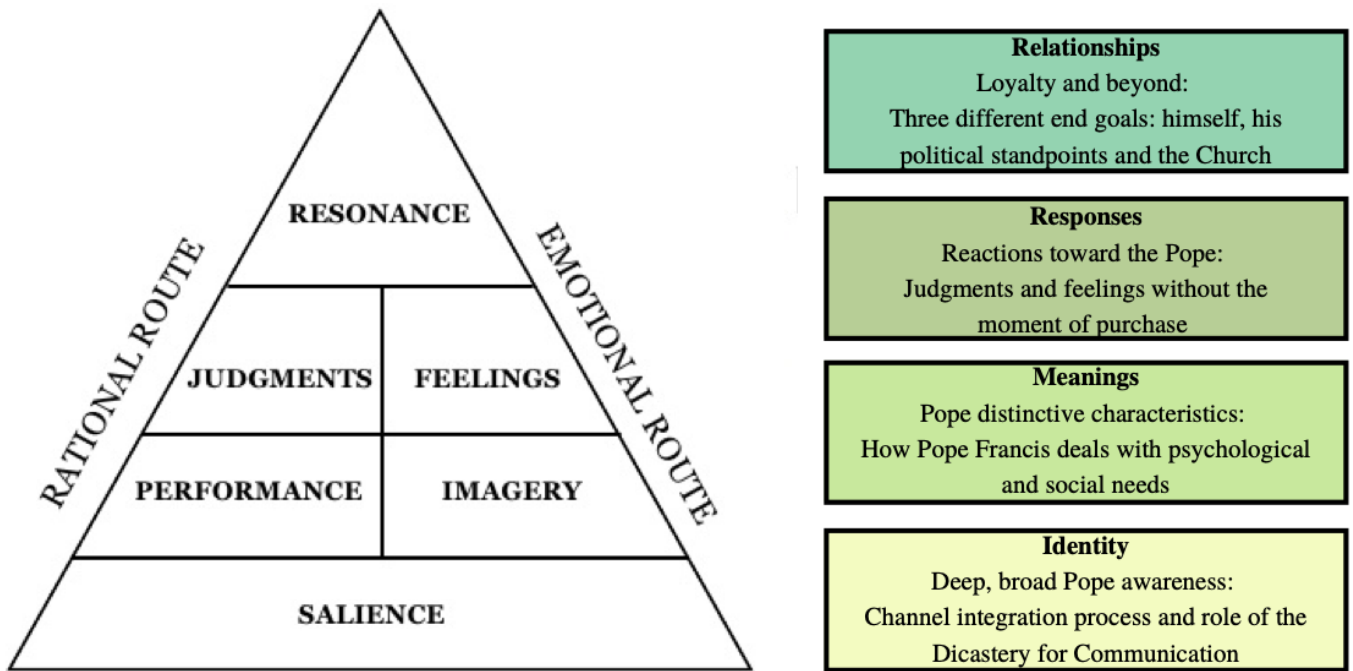 RESONANCE
RATIONAL ROUTE
EMOTIONAL ROUTE
JUDGMENTS
FEELINGS
PERFORMANCE
IMAGERY
SALIENCE
Relationships
Loyalty and beyond:
Three different end goals: himself, his
political standpoints and the Church
Responses
Reactions toward the Pope:
Judgments and feelings without the
moment of purchase
Meanings
Pope distinctive characteristics:
How Pope Francis deals with psychological
and social needs
Identity
Deep, broad Pope awareness:
Channel integration process and role of the
Dicastery for Communication